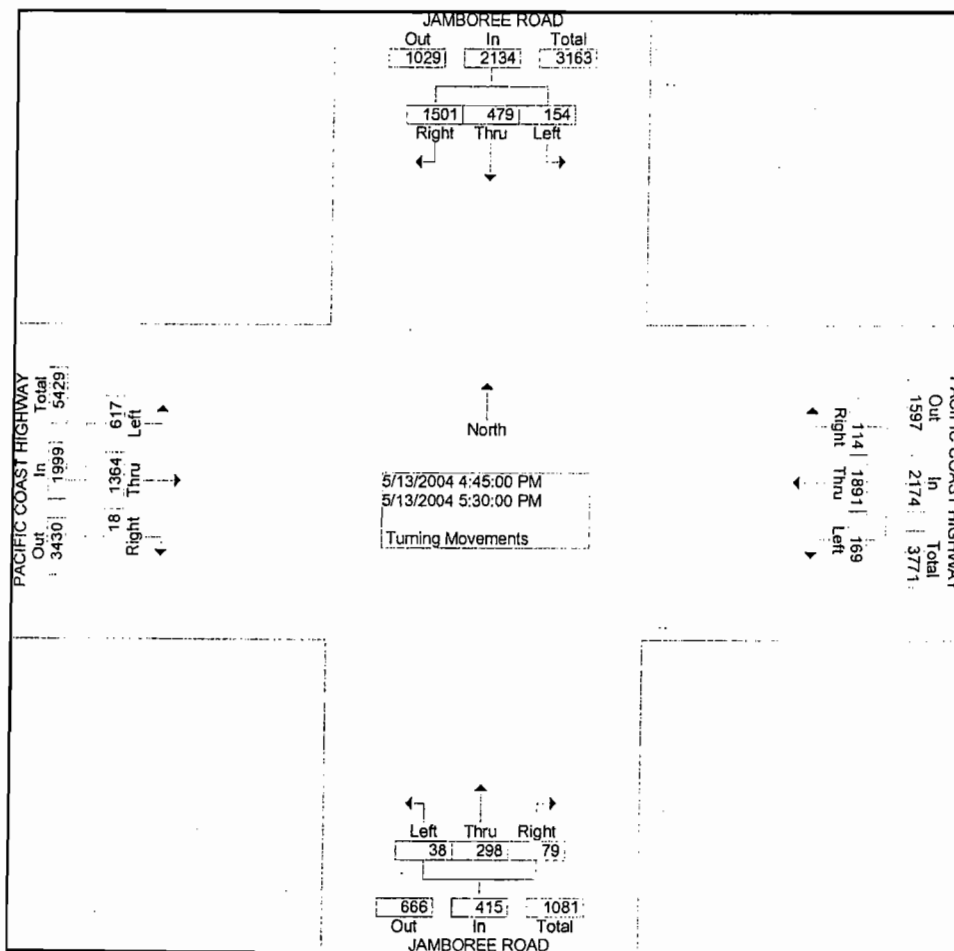 JAMBOREE ROAD
Out In Total
1029 2134 3163
1501 479 154
Right Thru Left
PACIFIC COAST HIGHWAY
Out In Total
3430 1999 5429
18 1364 617
Right Thru Left
North
5/13/2004 4:45:00 PM
5/13/2004 5:30:00 PM
Turning Movements
Right Thru Left
114 1891 169
Out In Total
1597 2174 3771
PACIFIC COAST HIGHWAY
Left Thru Right
38 298 79
666 415 1081
Out In Total
JAMBOREE ROAD